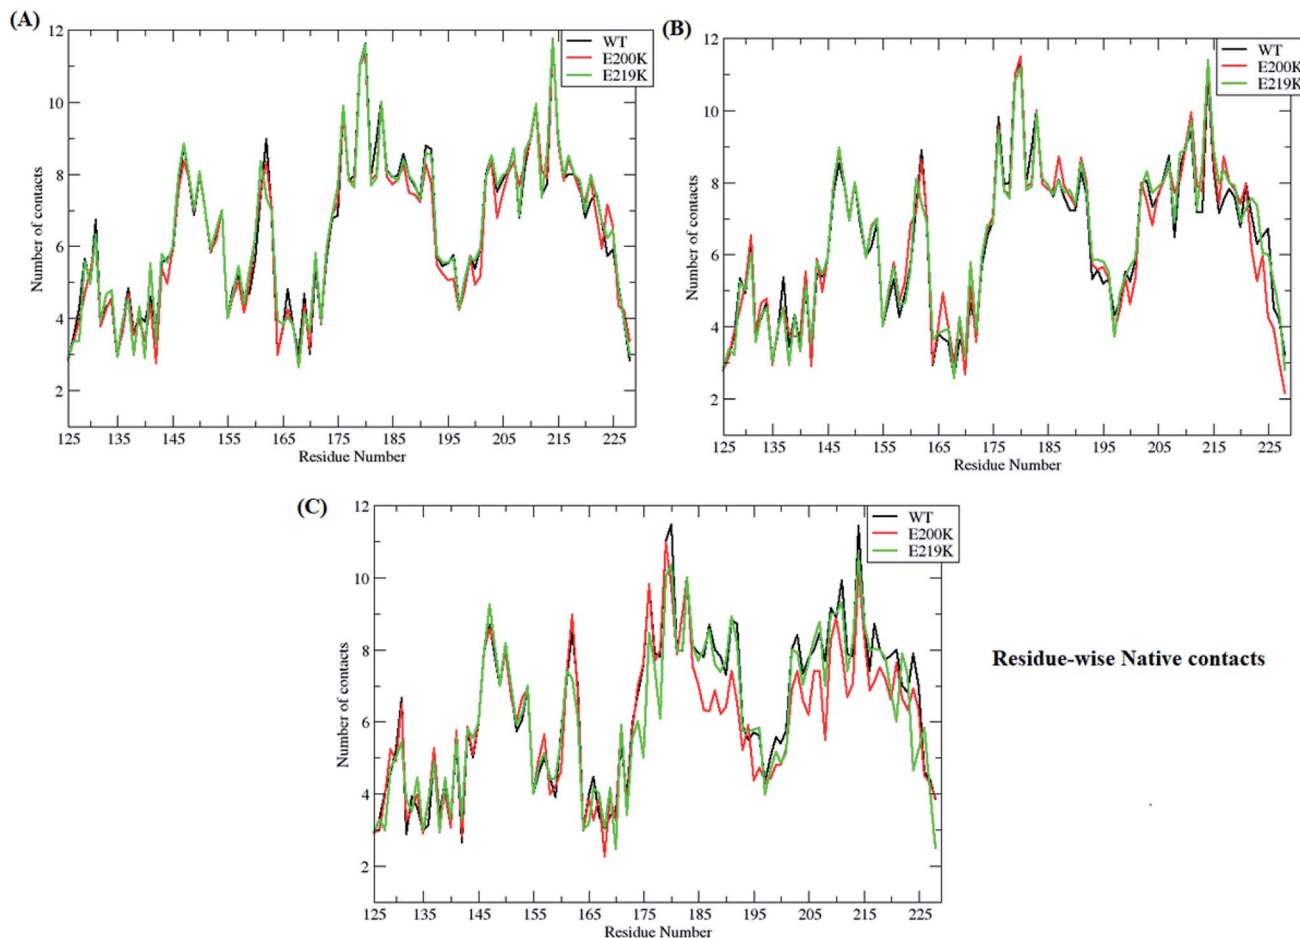 (A)
12
10
8
6
4
2
Number of contacts
WT
E200K
E219K
125 135 145 155 165 175 185 195 205 215 225
Residue Number
(B)
12
10
8
6
4
2
Number of contacts
WT
E200K
E219K
125 135 145 155 165 175 185 195 205 215 225
Residue Number
(C)
12
10
8
6
4
2
Number of contacts
WT
E200K
E219K
125 135 145 155 165 175 185 195 205 215 225
Residue Number
Residue-wise Native contacts